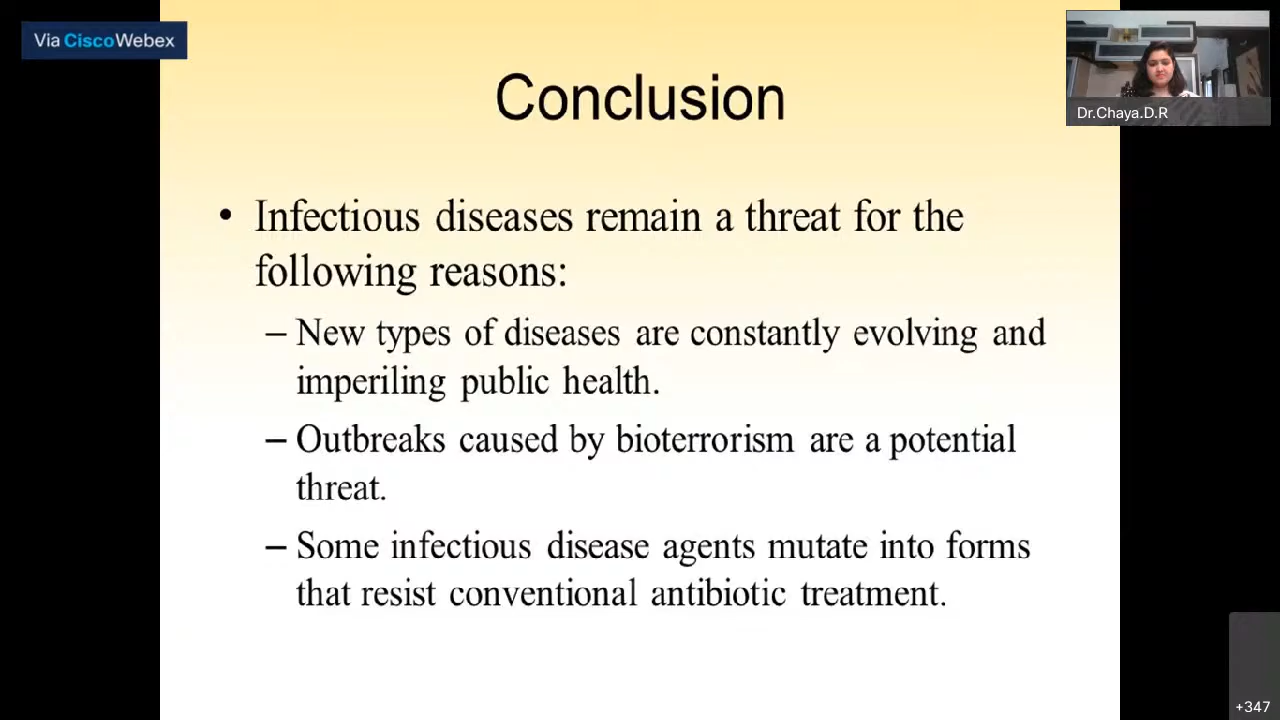 Via CiscoWebex
Dr.Chaya.D.R
Conclusion
• Infectious diseases remain a threat for the
following reasons:
– New types of diseases are constantly evolving and
imperiling public health.
– Outbreaks caused by bioterrorism are a potential
threat.
– Some infectious disease agents mutate into forms
that resist conventional antibiotic treatment.
+347